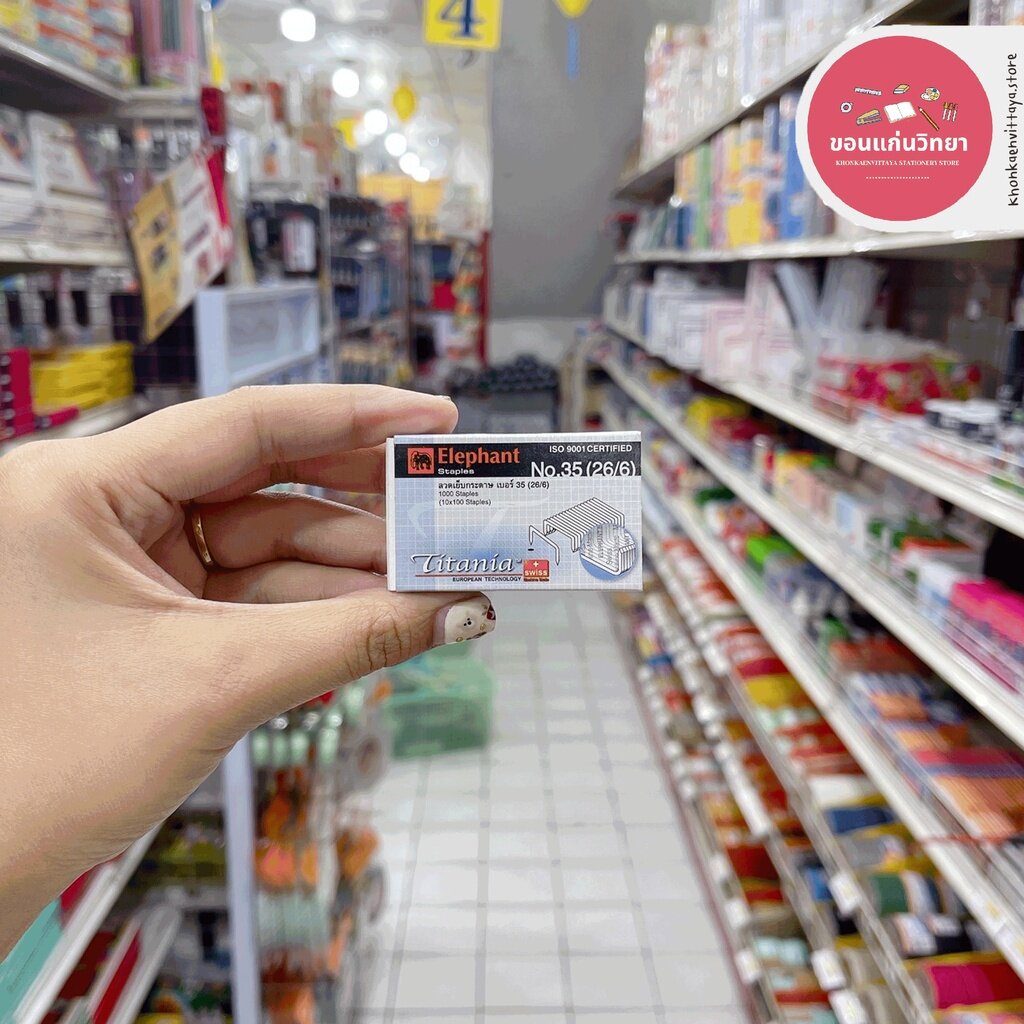 4
ขอนแก่นวิทยา
KHONKAENVITTAYA STATIONERY STORE
Khonkaenvittaya.store
Elephant
Staples
ISO 9001 CERTIFIED
No.35 (26/6)
ลวดเย็บกระดาษ เบอร์ 35 (26/6)
1000 Staples
(10x100 Staples)
Titania
EUROPEAN TECHNOLOGY
SWISS